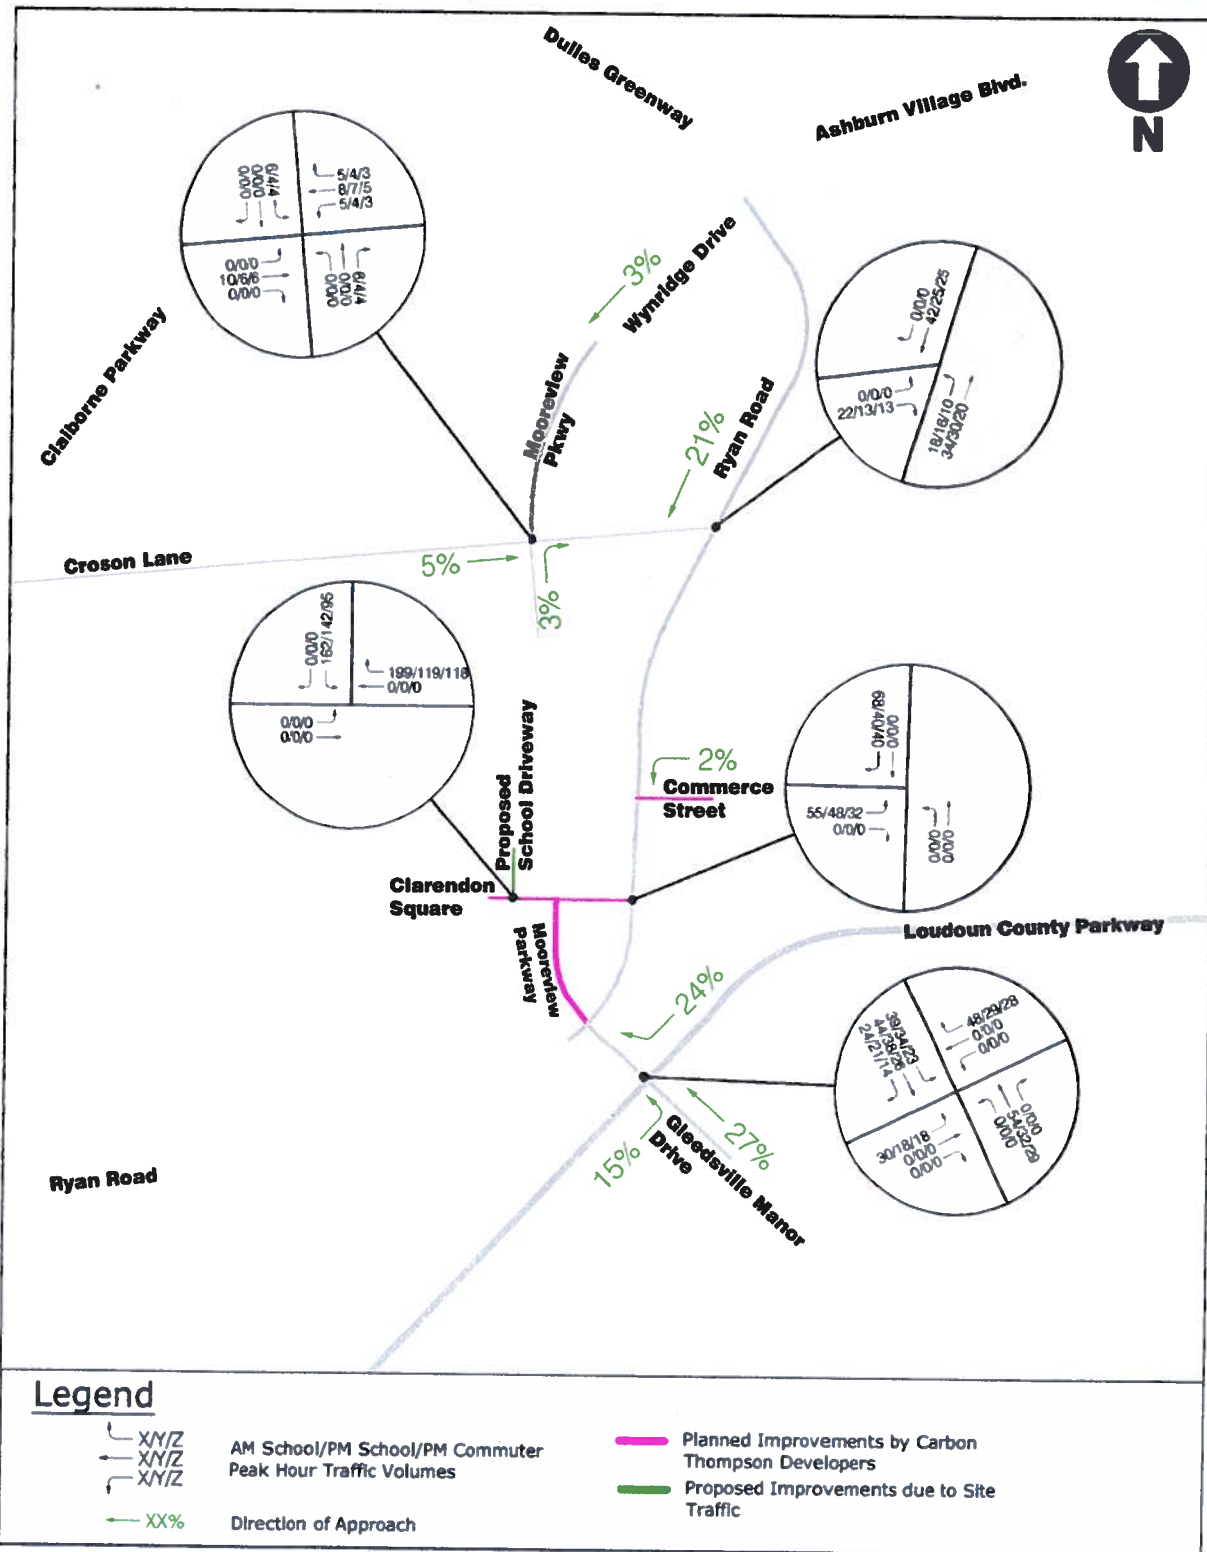 Dulles Greenway
Ashburn Village Blvd.
N
0/0/0
0/0/0
6/4/4
5/4/3
8/7/5
5/4/3
0/0/0
10/6/6
0/0/0
0/0/0
0/0/0
6/4/4
3%
Wynridge Drive
Claiborne Parkway
Mooreview
Pkwy
21%
Ryan Road
0/0/0
42/25/25
0/0/0
22/13/13
18/16/10
34/30/20
Croson Lane
5%
3%
0/0/0
162/142/95
199/119/118
0/0/0
0/0/0
0/0/0
Proposed
School Driveway
2%
Commerce
Street
68/40/40
0/0/0
55/48/32
0/0/0
0/0/0
0/0/0
Clarendon
Square
Mooreview
Parkway
Loudoun County Parkway
24%
39/34/23
44/38/26
24/21/14
48/29/28
0/0/0
0/0/0
30/18/18
0/0/0
0/0/0
0/0/0
54/32/29
0/0/0
15%
27%
Gleedsville Manor
Drive
Ryan Road
Legend
X/Y/Z
X/Y/Z
X/Y/Z
AM School/PM School/PM Commuter
Peak Hour Traffic Volumes
XX%
Direction of Approach
Planned Improvements by Carbon
Thompson Developers
Proposed Improvements due to Site
Traffic